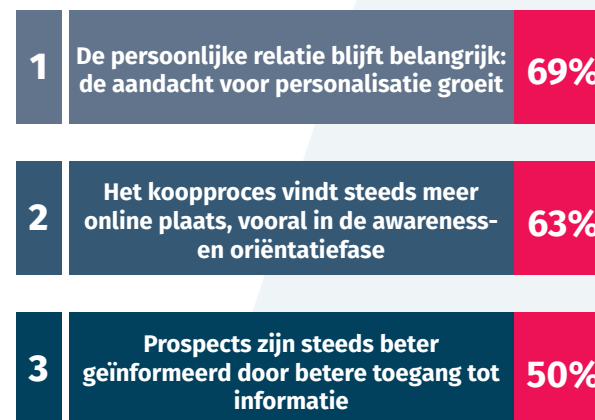 1
De persoonlijke relatie blijft belangrijk:
de aandacht voor personalisatie groeit
69%
2
Het koopproces vindt steeds meer
online plaats, vooral in de awareness-
en oriëntatiefase
63%
3
Prospects zijn steeds beter
geïnformeerd door betere toegang tot
informatie
50%